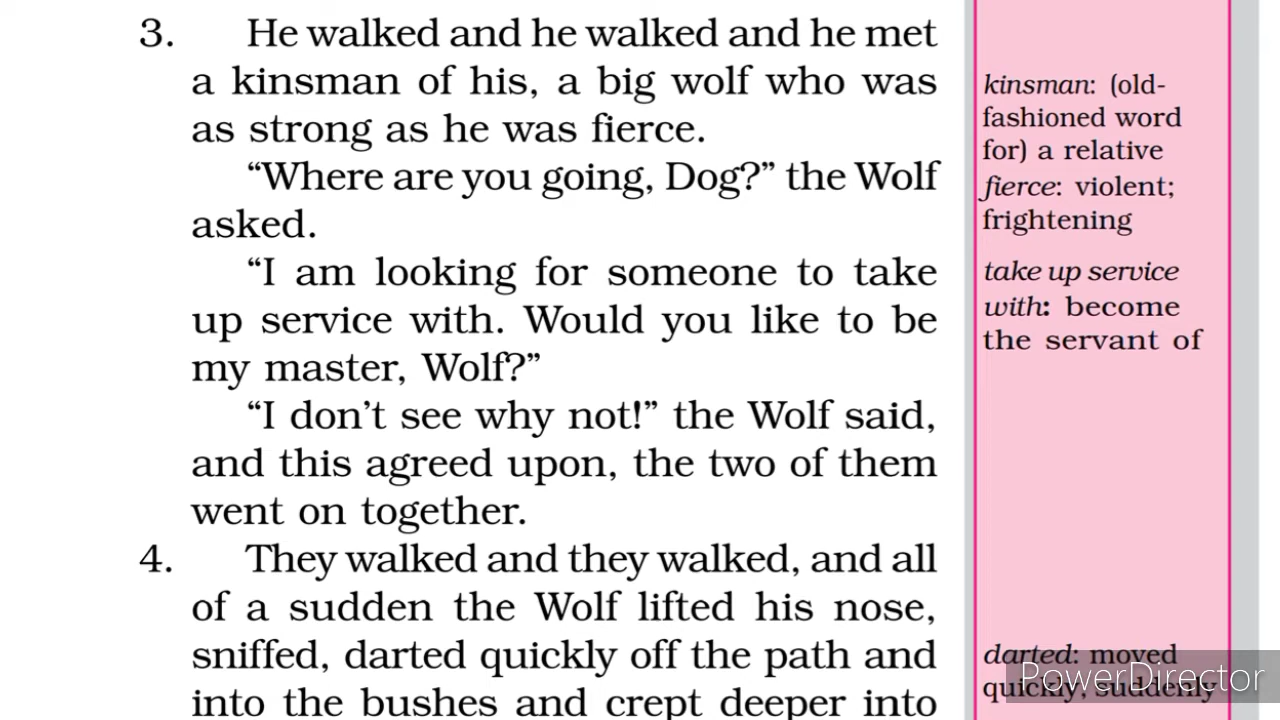 3. He walked and he walked and he met
a kinsman of his, a big wolf who was
as strong as he was fierce.
“Where are you going, Dog?” the Wolf
asked.
“I am looking for someone to take
up service with. Would you like to be
my master, Wolf?”
“I don’t see why not!” the Wolf said,
and this agreed upon, the two of them
went on together.
4. They walked and they walked, and all
of a sudden the Wolf lifted his nose,
sniffed, darted quickly off the path and
into the bushes and crept deeper into
kinsman: (old-
fashioned word
for) a relative
fierce: violent;
frightening
take up service
with: become
the servant of
darted: moved
quickly, suddenly
PowerDirector